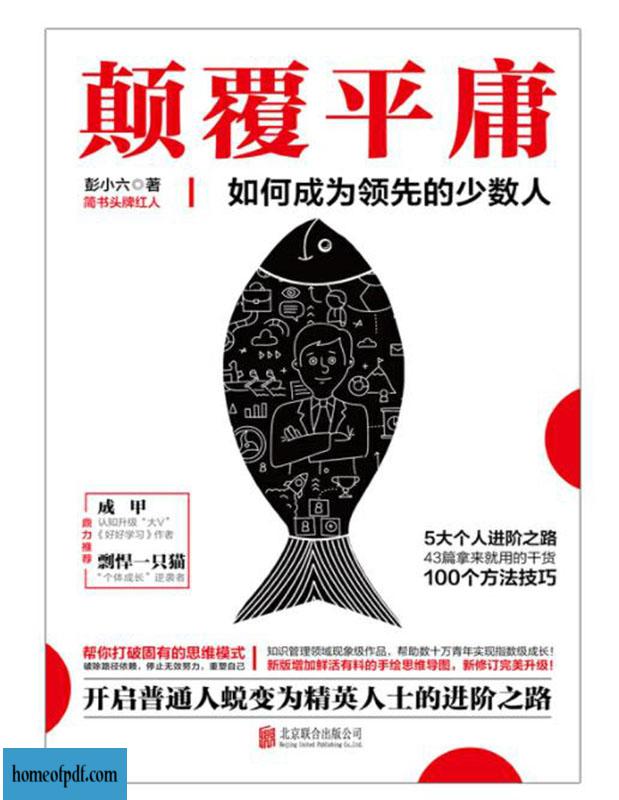 颠覆平庸
彭小六◎著
简书头牌红人
如何成为领先的少数人
鼎力推荐
成 甲
认知升级“大V”
《好好学习》作者
剽悍一只猫
“个体成长”逆袭者
5大个人进阶之路
43篇拿来就用的干货
100个方法技巧
帮你打破固有的思维模式
破除路径依赖,停止无效努力,重塑自己
知识管理领域现象级作品,帮助数十万青年实现指数级成长!
新版增加鲜活有料的手绘思维导图,新修订完美升级!
开启普通人蜕变为精英人士的进阶之路
北京联合出版公司
Beijing United Publishing Co.,Ltd.
homeofpdf.com